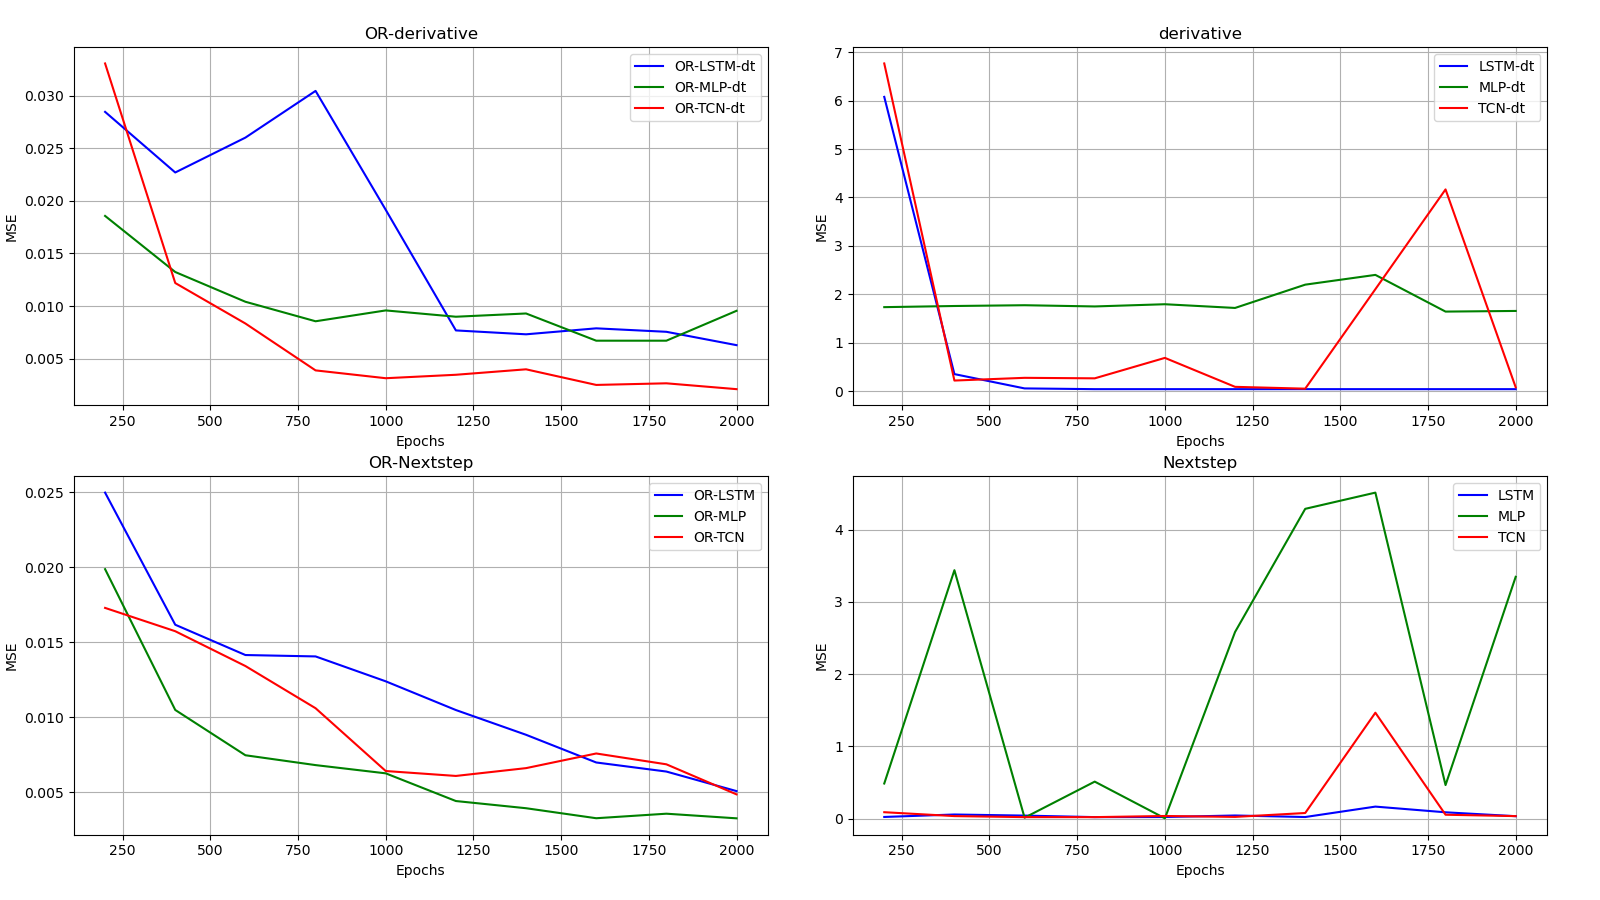 OR-derivative
MSE
0.030
0.025
0.020
0.015
0.010
0.005
OR-LSTM-dt
OR-MLP-dt
OR-TCN-dt
250 500 750 1000 1250 1500 1750 2000
Epochs
derivative
MSE
7
6
5
4
3
2
1
0
LSTM-dt
MLP-dt
TCN-dt
250 500 750 1000 1250 1500 1750 2000
Epochs
OR-Nextstep
MSE
0.025
0.020
0.015
0.010
0.005
OR-LSTM
OR-MLP
OR-TCN
250 500 750 1000 1250 1500 1750 2000
Epochs
Nextstep
MSE
4
3
2
1
0
LSTM
MLP
TCN
250 500 750 1000 1250 1500 1750 2000
Epochs